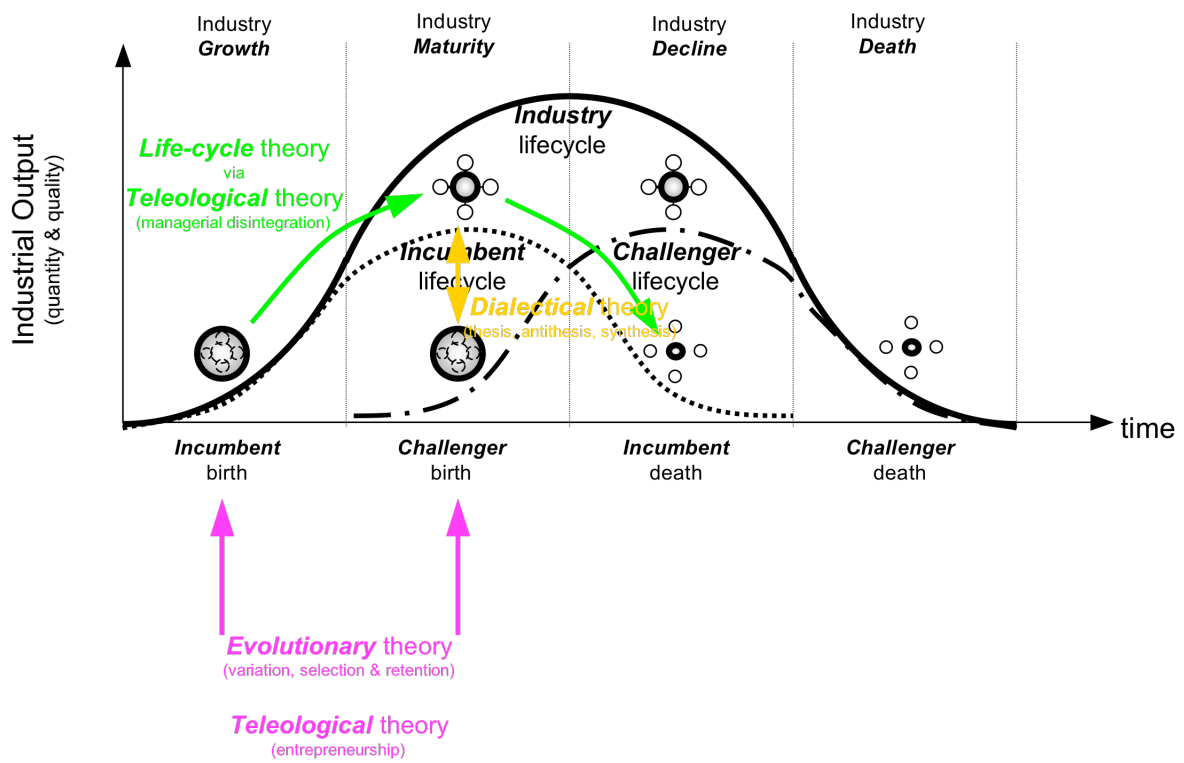 Industry
Growth
Industry
Maturity
Industry
Decline
Industry
Death
Industrial Output
(quantity & quality)
Industry
lifecycle
Life-cycle theory
via
Teleological theory
(managerial disintegration)
Incumbent
lifecycle
Challenger
lifecycle
Dialectical theory
(thesis, antithesis, synthesis)
time
Incumbent
birth
Challenger
birth
Incumbent
death
Challenger
death
Evolutionary theory
(variation, selection & retention)
Teleological theory
(entrepreneurship)